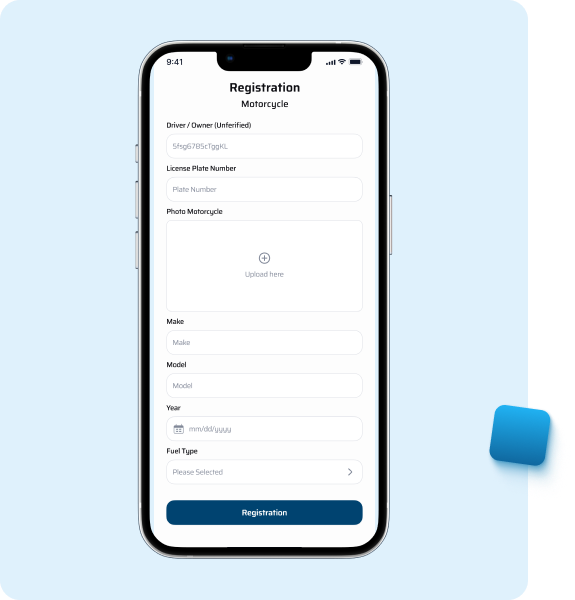 9:41
Registration
Motorcycle
Driver / Owner (Unferified)
5fsg67B5cTggKL
License Plate Number
Plate Number
Photo Motorcycle
Upload here
Make
Make
Model
Model
Year
mm/dd/yyyy
Fuel Type
Please Selected
Registration